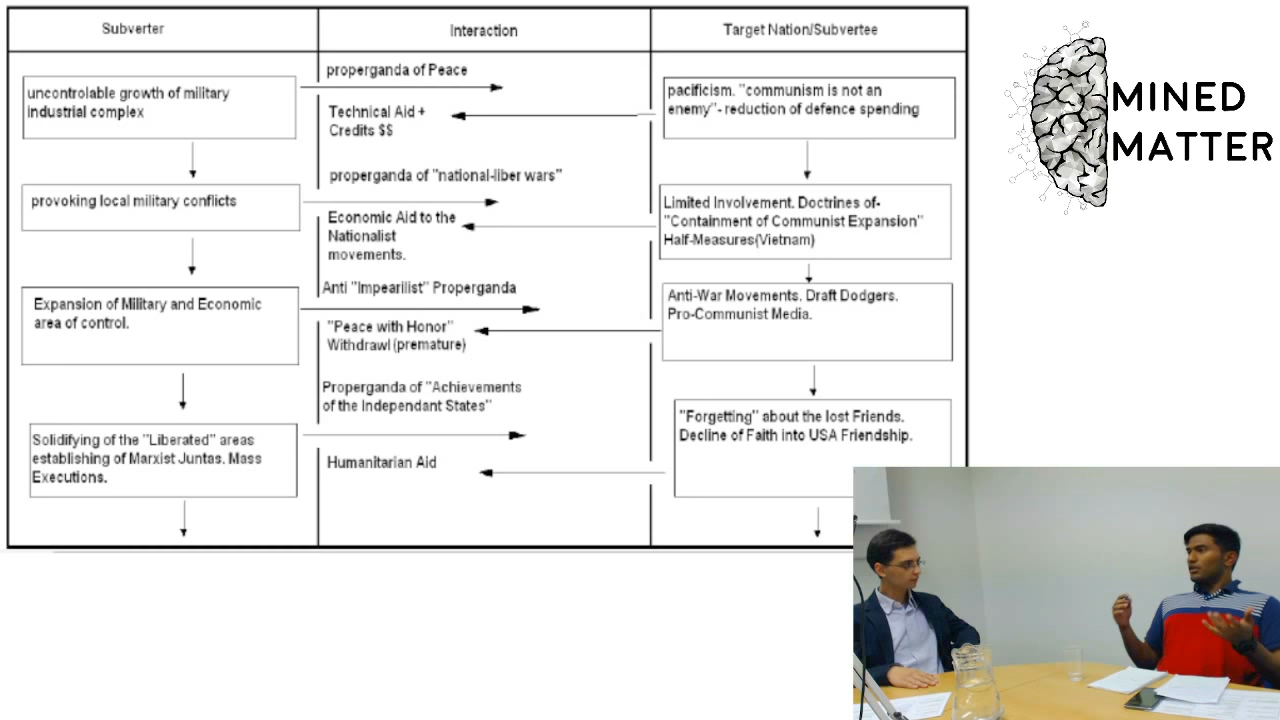 Subverter
Interaction
Target Nation/Subvertee
uncontrolable growth of military
industrial complex
properganda of Peace
Technical Aid +
Credits $$
pacificism. "communism is not an
enemy"- reduction of defence spending
provoking local military conflicts
properganda of "national-liber wars"
Economic Aid to the
Nationalist
movements.
Limited Involvement. Doctrines of-
"Containment of Communist Expansion"
Half-Measures(Vietnam)
Expansion of Military and Economic
area of control.
Anti "Impearilist" Properganda
"Peace with Honor"
Withdrawl (premature)
Anti-War Movements. Draft Dodgers.
Pro-Communist Media.
Solidifying of the "Liberated" areas
establishing of Marxist Juntas. Mass
Executions.
Properganda of "Achievements
of the Independant States"
Humanitarian Aid
"Forgetting" about the lost Friends.
Decline of Faith into USA Friendship.
MINED
MATTER